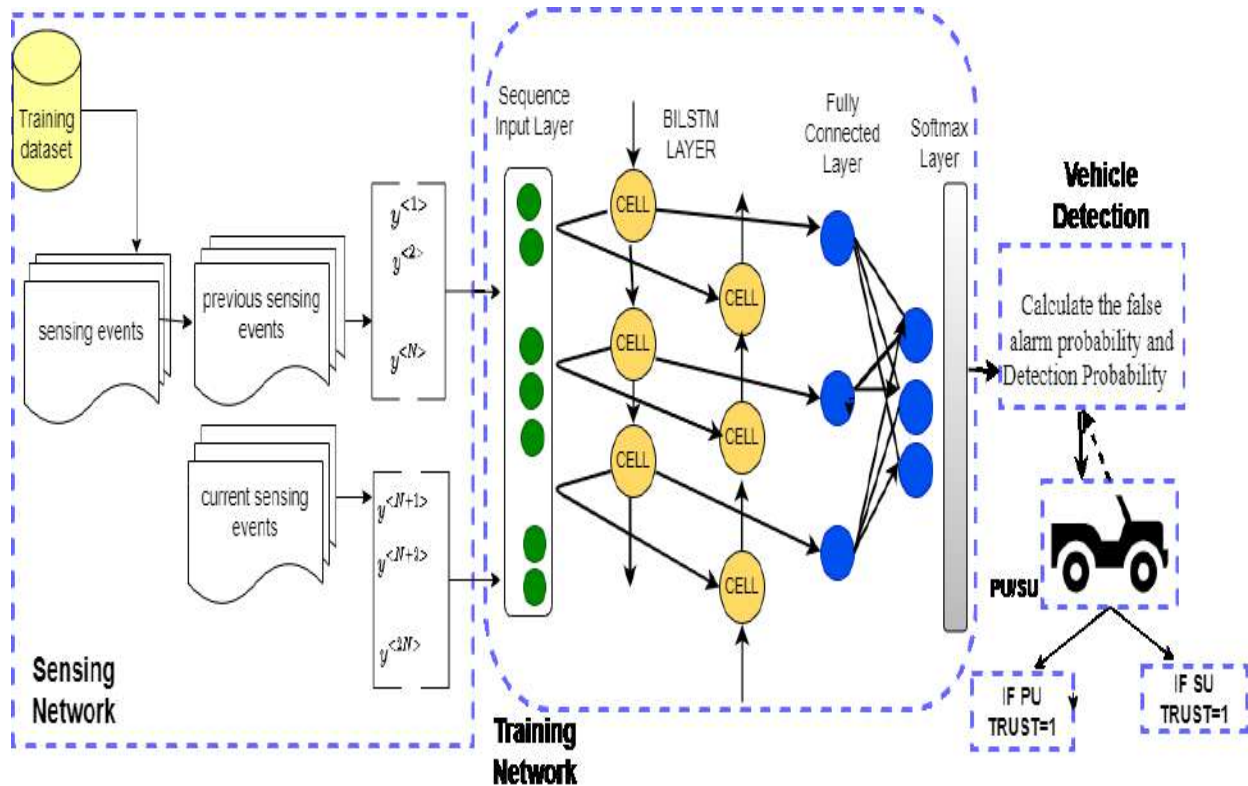 Training
dataset
sensing events
previous sensing
events
current sensing
events
y<1>
y<2>
y<N>
y<N+1>
y<N+2>
y<2N>
Sensing
Network
Sequence
Input Layer
BILSTM
LAYER
Fully
Connected
Layer
Softmax
Layer
CELL
CELL
CELL
CELL
CELL
CELL
Training
Network
Vehicle
Detection
Calculate the false
alarm probability and
Detection Probability
PU/SU
IF PU
TRUST=1
IF SU
TRUST=1